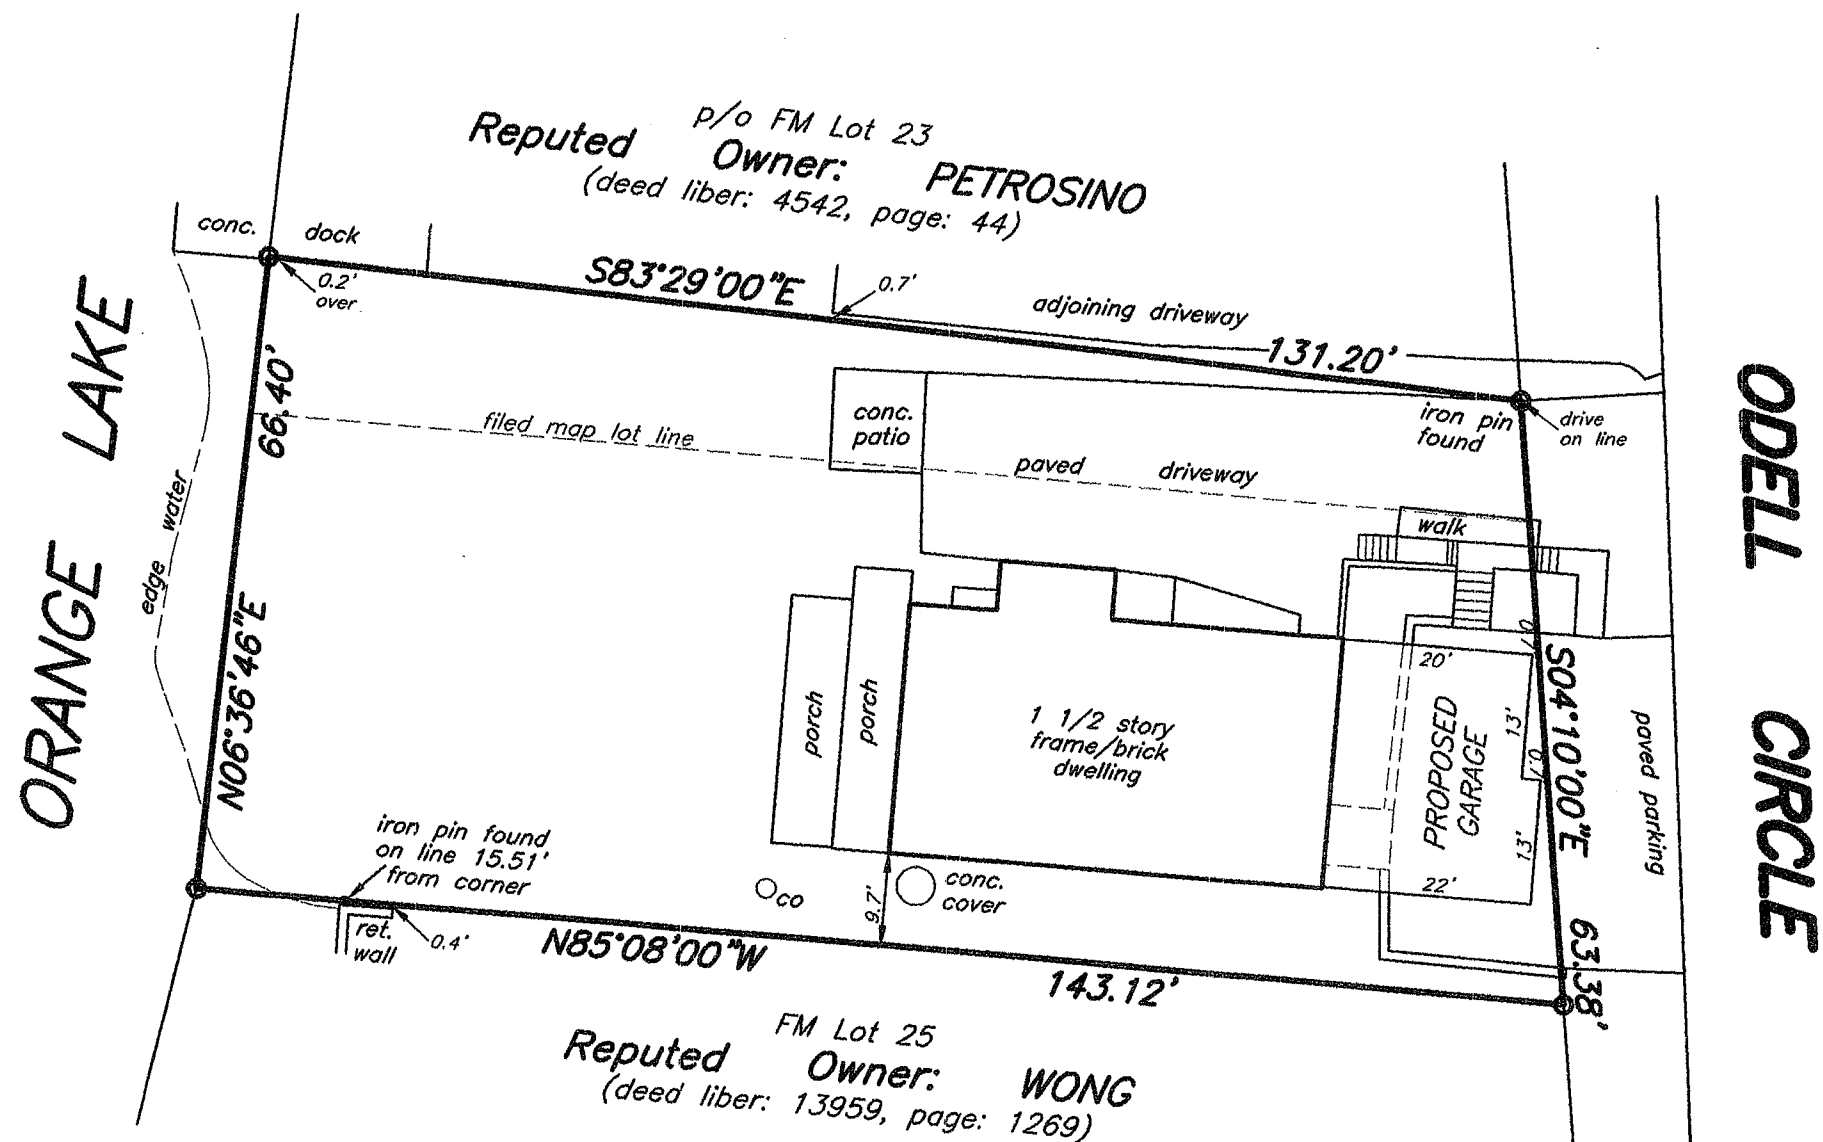 p/o FM Lot 23
Reputed Owner: PETROSINO
(deed liber: 4542, page: 44)
conc. dock
0.2'
over
S83°29'00"E
0.7'
adjoining driveway
131.20'
iron pin
found
drive
on line
ORANGE LAKE
edge water
66.40'
N06°36'46"E
filed map lot line
conc.
patio
paved driveway
walk
porch
porch
1 1/2 story
frame/brick
dwelling
20'
PROPOSED
GARAGE
13'
13'
22'
0.1'
0.1'
S04°10'00"E
63.38'
paved parking
ODELL CIRCLE
iron pin found
on line 15.51'
from corner
ret.
wall
0.4'
co
9.7'
conc.
cover
N85°08'00"W
143.12'
FM Lot 25
Reputed Owner: WONG
(deed liber: 13959, page: 1269)